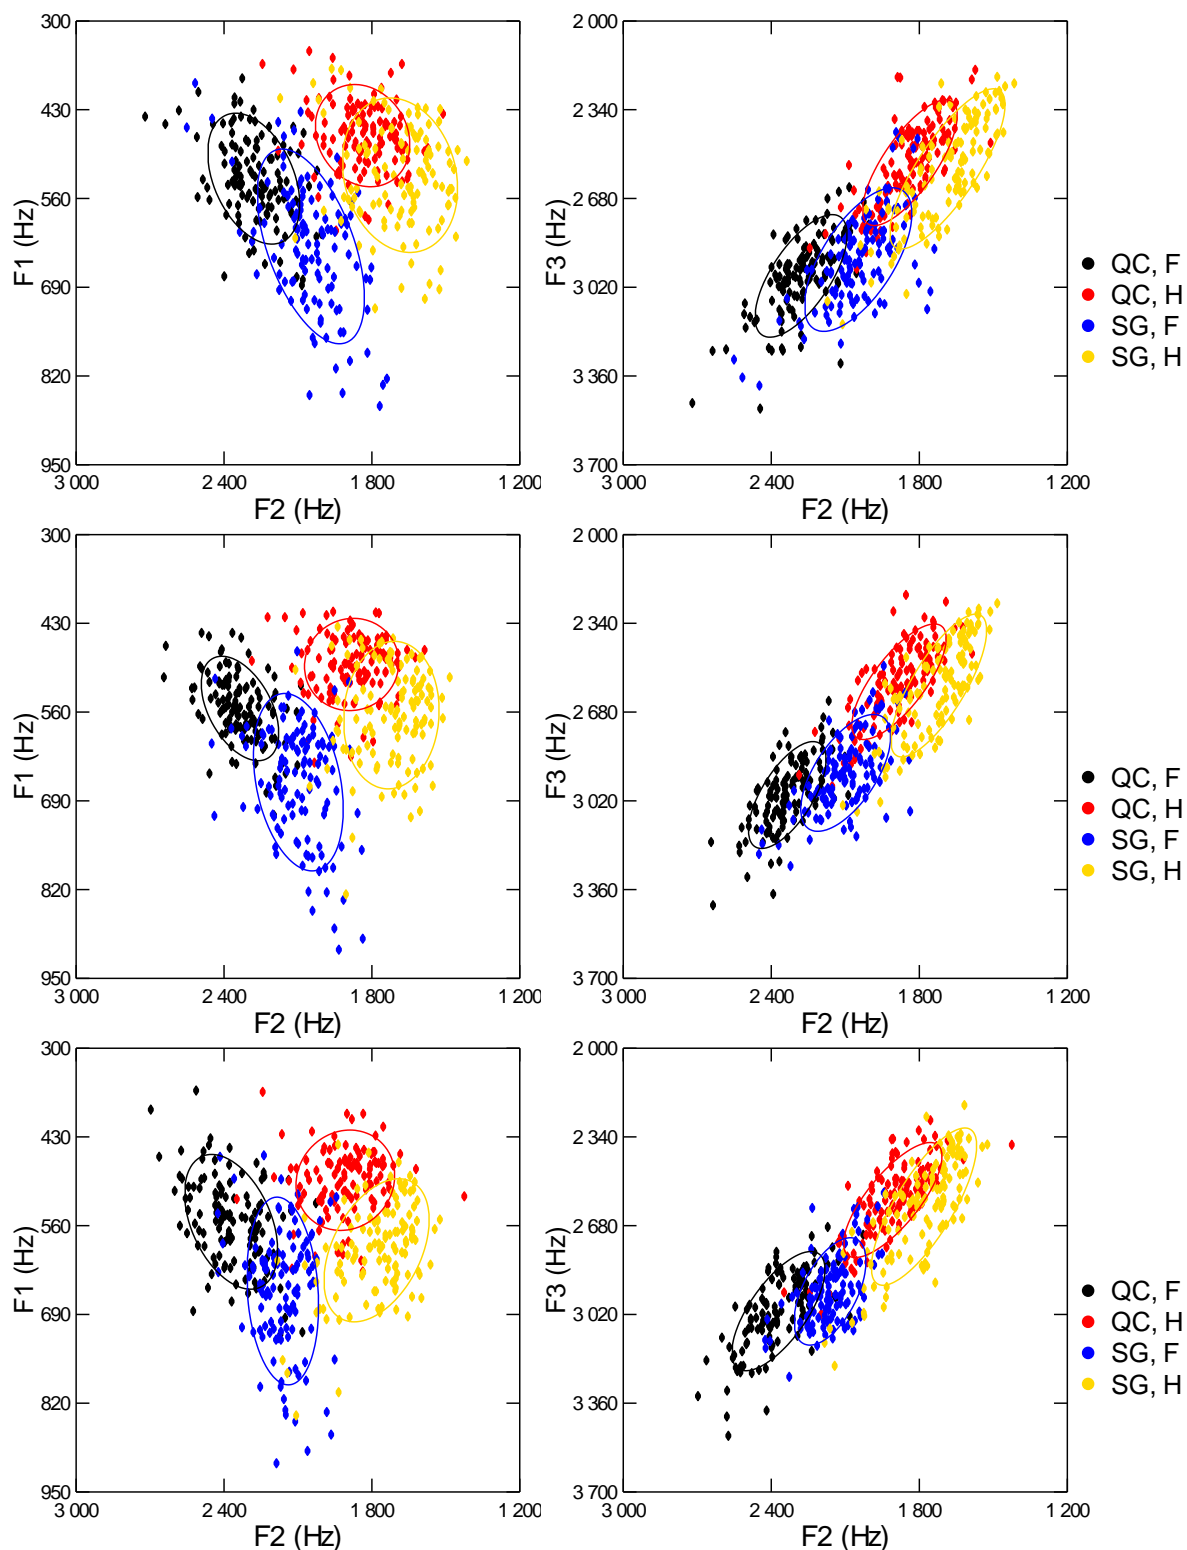 300
430
560
690
820
950
3 000
2 400
1 800
1 200
F1 (Hz)
F2 (Hz)
2 000
2 340
2 680
3 020
3 360
3 700
3 000
2 400
1 800
1 200
F3 (Hz)
F2 (Hz)
QC, F
QC, H
SG, F
SG, H
300
430
560
690
820
950
3 000
2 400
1 800
1 200
F1 (Hz)
F2 (Hz)
2 000
2 340
2 680
3 020
3 360
3 700
3 000
2 400
1 800
1 200
F3 (Hz)
F2 (Hz)
QC, F
QC, H
SG, F
SG, H
300
430
560
690
820
950
3 000
2 400
1 800
1 200
F1 (Hz)
F2 (Hz)
2 000
2 340
2 680
3 020
3 360
3 700
3 000
2 400
1 800
1 200
F3 (Hz)
F2 (Hz)
QC, F
QC, H
SG, F
SG, H